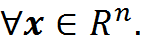 ∀𝒙 ∈ 𝑅ⁿ.